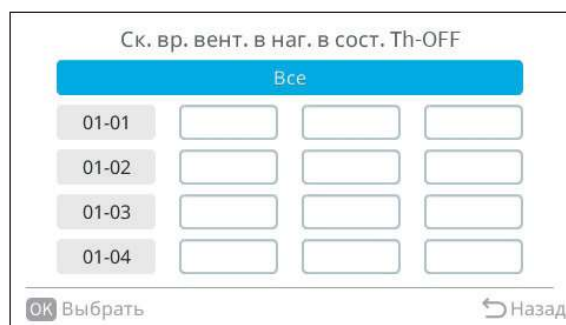 Ск. вр. вент. в наг. в сост. Th-OFF
Все
01-01
01-02
01-03
01-04
OK Выбрать
Назад